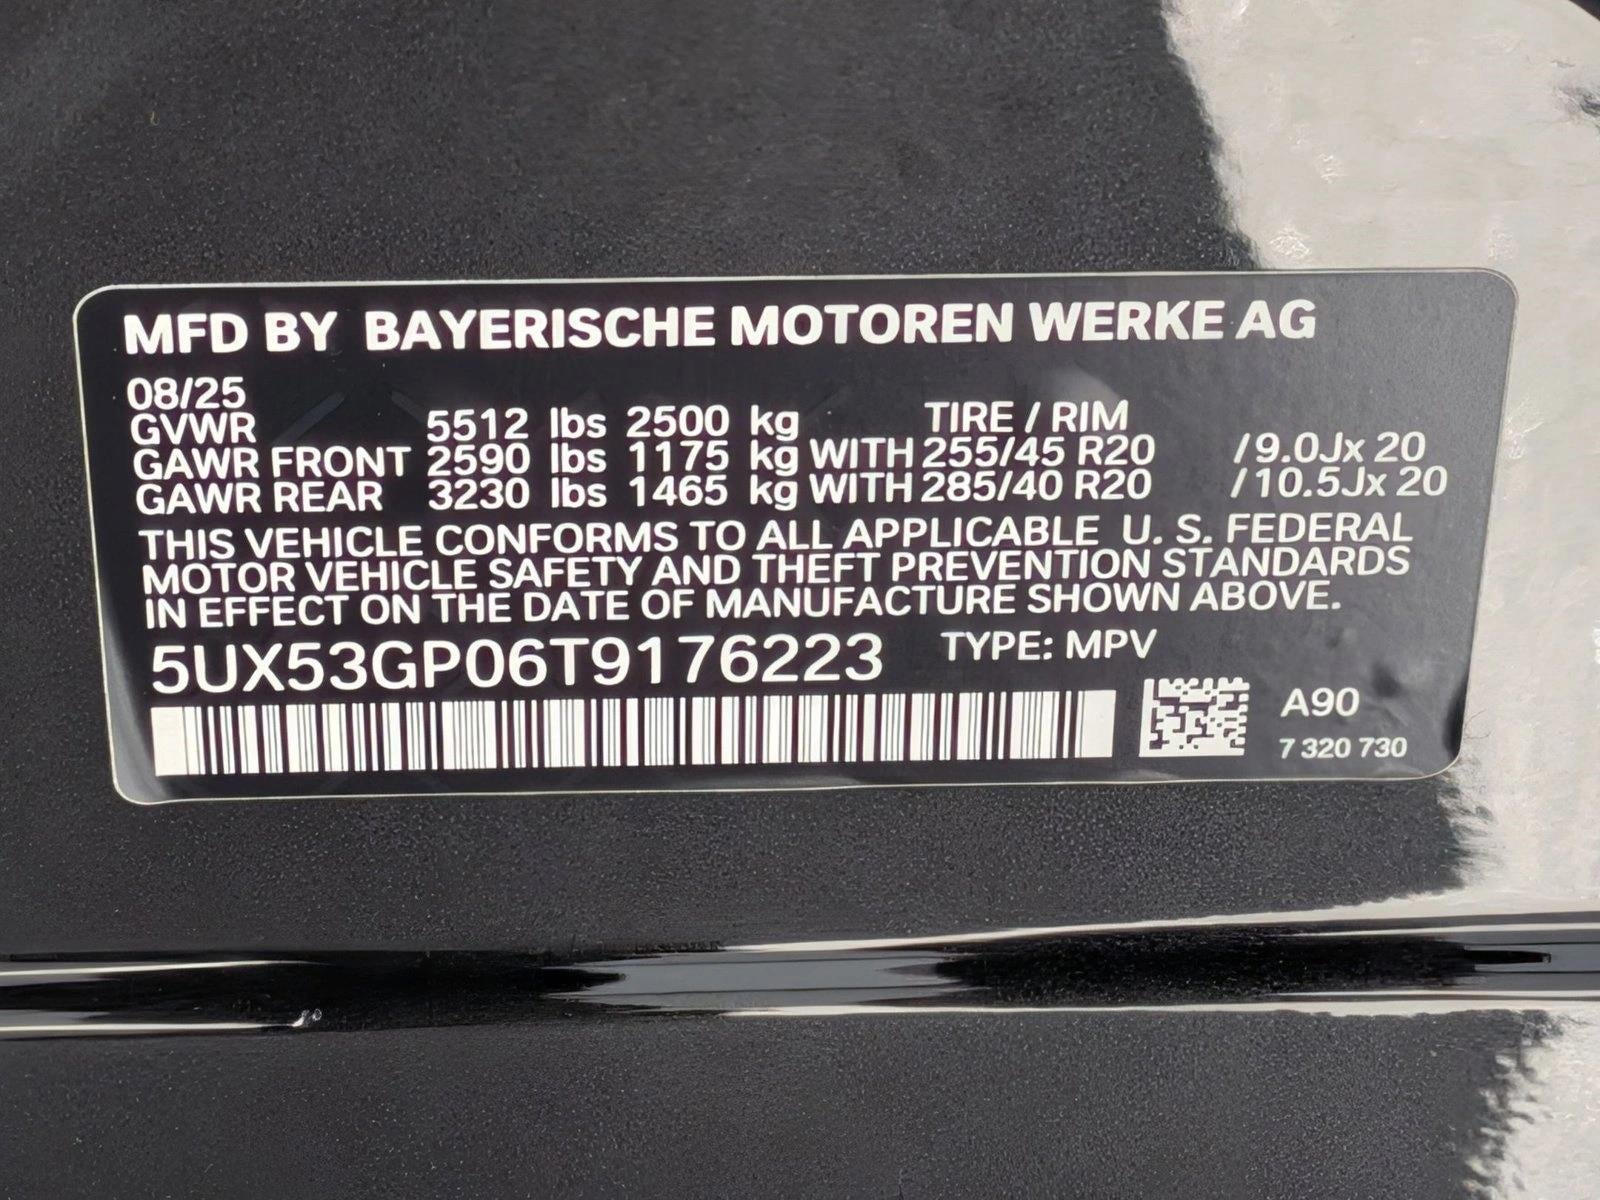 MFD BY BAYERISCHE MOTOREN WERKE AG
08/25
GVWR 5512 lbs 2500 kg TIRE / RIM
GAWR FRONT 2590 lbs 1175 kg WITH 255/45 R20 /9.0Jx 20
GAWR REAR 3230 lbs 1465 kg WITH 285/40 R20 /10.5Jx 20
THIS VEHICLE CONFORMS TO ALL APPLICABLE U. S. FEDERAL
MOTOR VEHICLE SAFETY AND THEFT PREVENTION STANDARDS
IN EFFECT ON THE DATE OF MANUFACTURE SHOWN ABOVE.
5UX53GP06T9176223 TYPE: MPV
A90
7 320 730